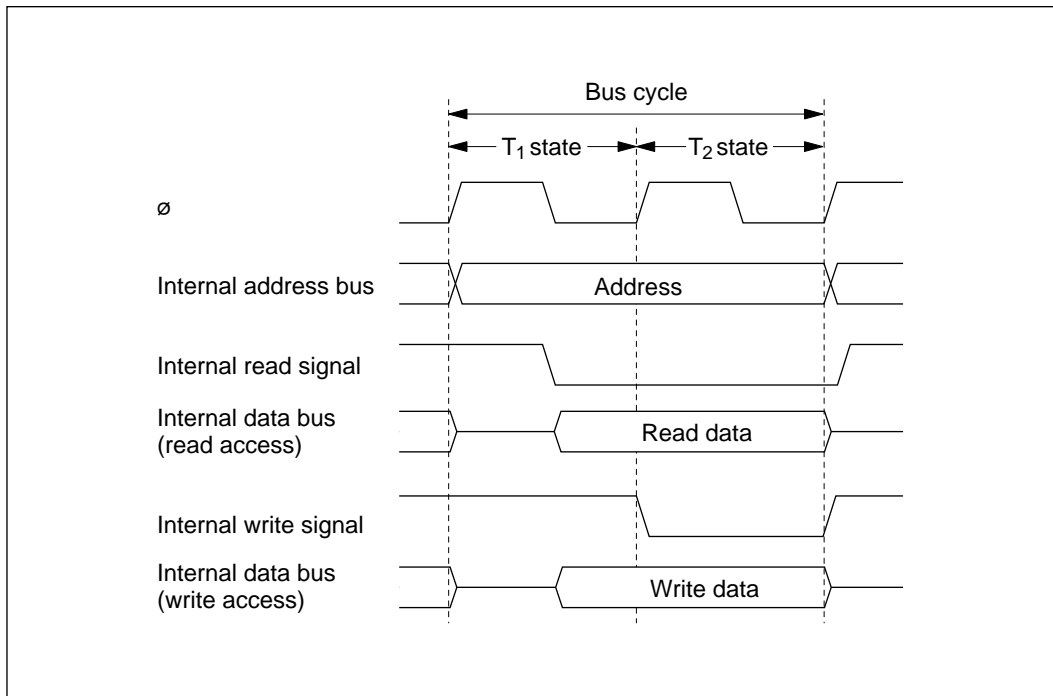 Bus cycle
T1 state
T2 state
ø
Internal address bus
Address
Internal read signal
Internal data bus
(read access)
Read data
Internal write signal
Internal data bus
(write access)
Write data